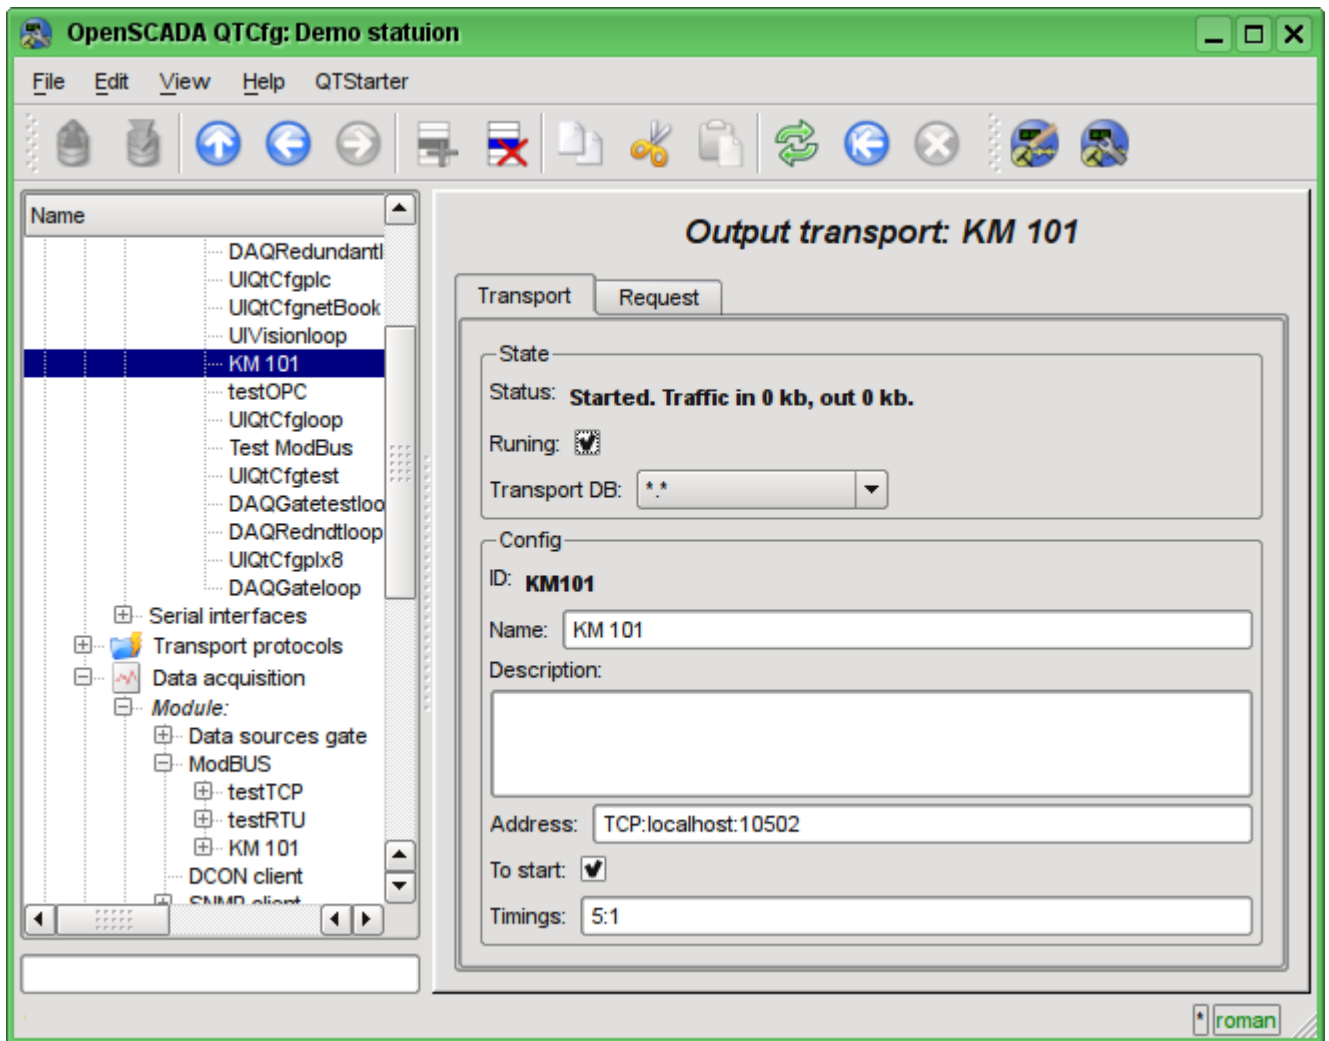 OpenSCADA QTCfg: Demo statuion
File Edit View Help QTStarter
Name
DAQRedundantl
UIQtCfgplc
UIQtCfgnetBook
UIVisionloop
KM 101
testOPC
UIQtCfgloop
Test ModBus
UIQtCfgtest
DAQGatetestloo
DAQRedndtloop
UIQtCfgplx8
DAQGateloop
Serial interfaces
Transport protocols
Data acquisition
Module:
Data sources gate
ModBUS
testTCP
testRTU
KM 101
DCON client
SNMP client
Output transport: KM 101
Transport Request
State
Status: Started. Traffic in 0 kb, out 0 kb.
Runing:
Transport DB: *.*
Config
ID: KM101
Name: KM 101
Description:
Address: TCP:localhost:10502
To start:
Timings: 5:1
* roman